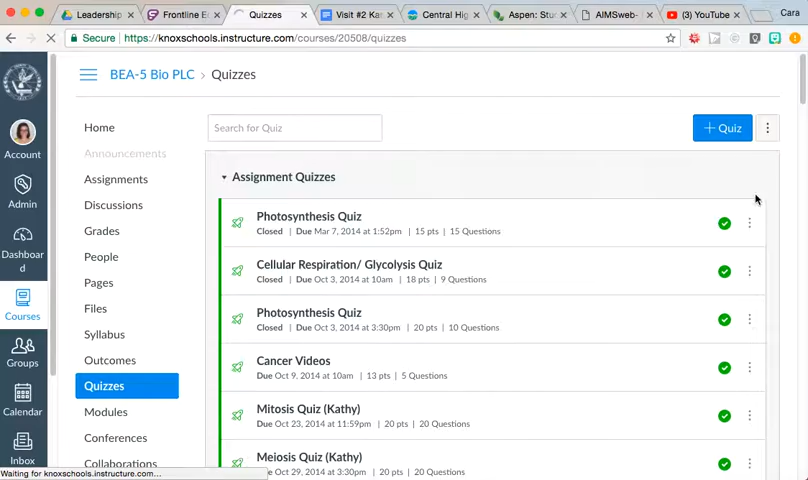 Leadership
Frontline Ec
Quizzes
Visit #2 Ka
Central Hig
Aspen: Stu
AIMSweb-
(3) YouTube
Cara
Secure
https://knoxschools.instructure.com/courses/20508/quizzes
BEA-5 Bio PLC > Quizzes
Account
Admin
Dashboar
d
Courses
Groups
Calendar
Inbox
Home
Announcements
Assignments
Discussions
Grades
People
Pages
Files
Syllabus
Outcomes
Quizzes
Modules
Conferences
Collaborations
Search for Quiz
+ Quiz
Assignment Quizzes
Photosynthesis Quiz
Closed | Due Mar 7, 2014 at 1:52pm | 15 pts | 15 Questions
Cellular Respiration/ Glycolysis Quiz
Closed | Due Oct 3, 2014 at 10am | 18 pts | 9 Questions
Photosynthesis Quiz
Closed | Due Oct 3, 2014 at 3:30pm | 20 pts | 10 Questions
Cancer Videos
Due Oct 9, 2014 at 10am | 13 pts | 5 Questions
Mitosis Quiz (Kathy)
Due Oct 23, 2014 at 11:59pm | 20 pts | 20 Questions
Meiosis Quiz (Kathy)
Due Oct 29, 2014 at 3:30pm | 20 pts | 20 Questions
Waiting for knoxschools.instructure.com...